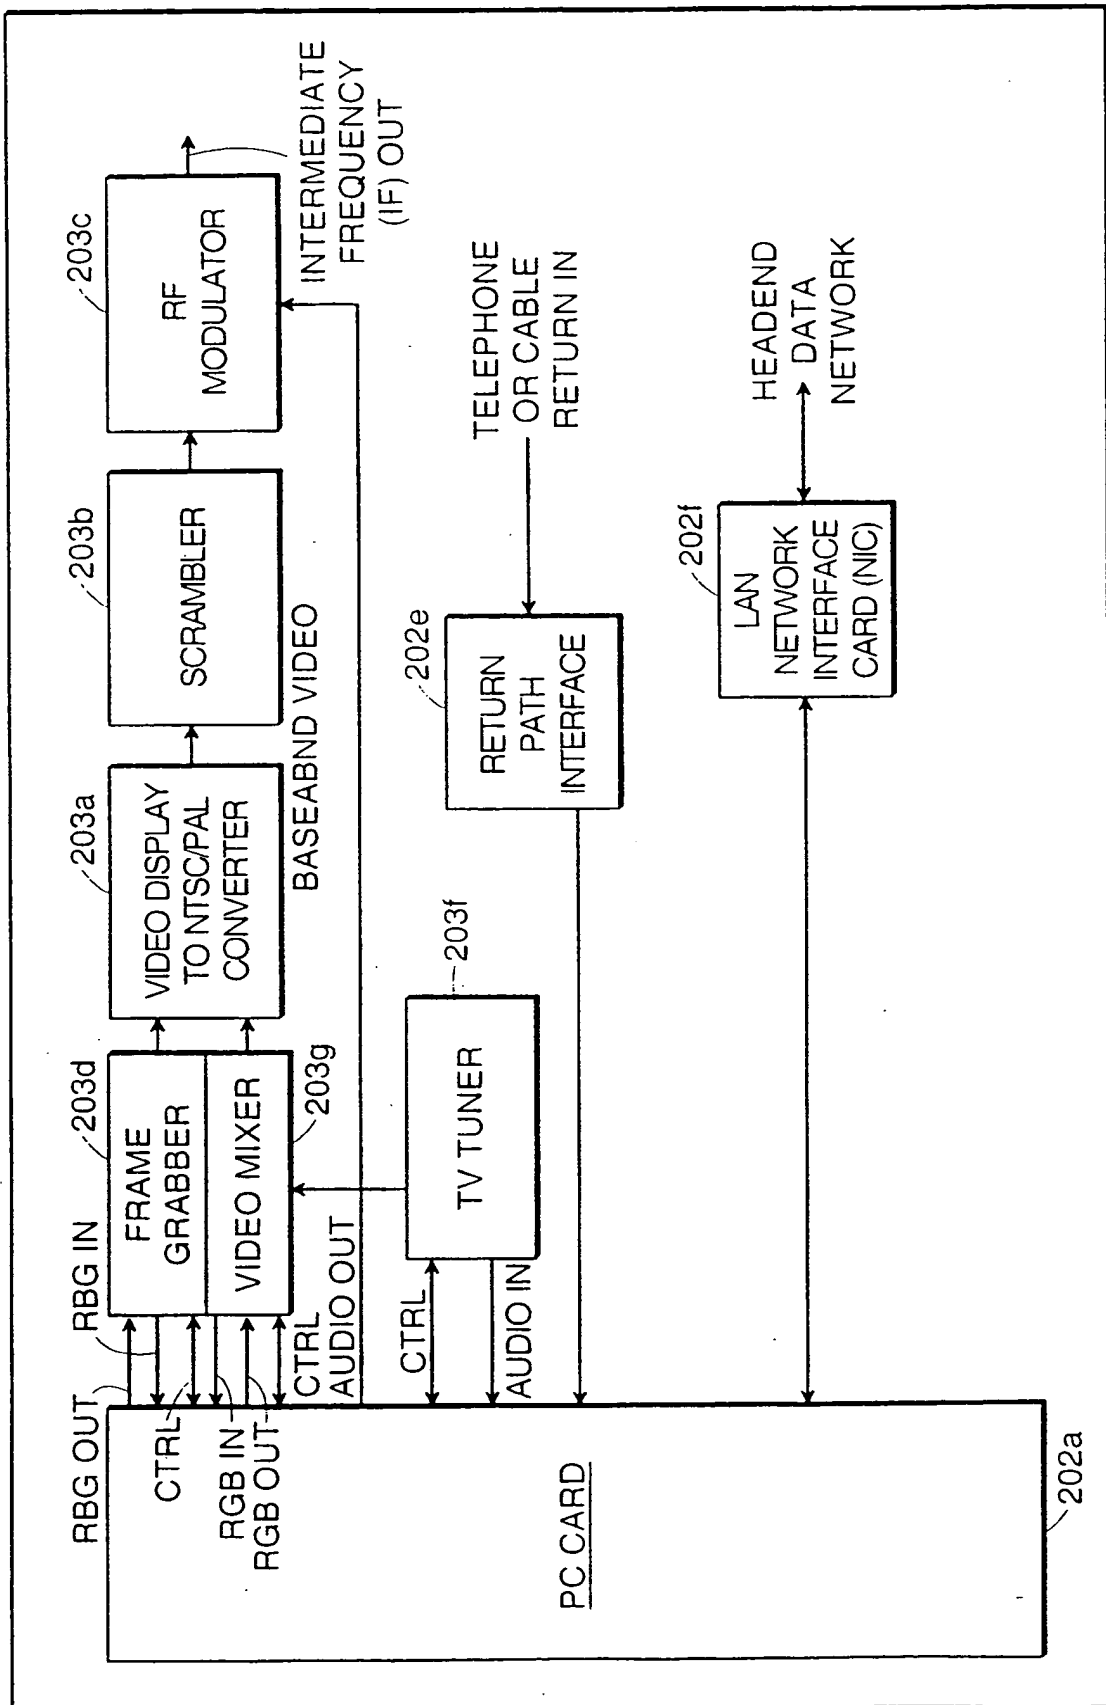 203d
203a
203b
203c
RBG OUT
RBG IN
FRAME
GRABBER
VIDEO DISPLAY
TO NTSC/PAL
CONVERTER
SCRAMBLER
RF
MODULATOR
CTRL
RGB IN
RGB OUT
VIDEO MIXER
203g
BASEABND VIDEO
INTERMEDIATE
FREQUENCY
(IF) OUT
CTRL
AUDIO OUT
CTRL
AUDIO IN
TV TUNER
203f
202e
RETURN
PATH
INTERFACE
TELEPHONE
OR CABLE
RETURN IN
202f
LAN
NETWORK
INTERFACE
CARD (NIC)
HEADEND
DATA
NETWORK
PC CARD
202a